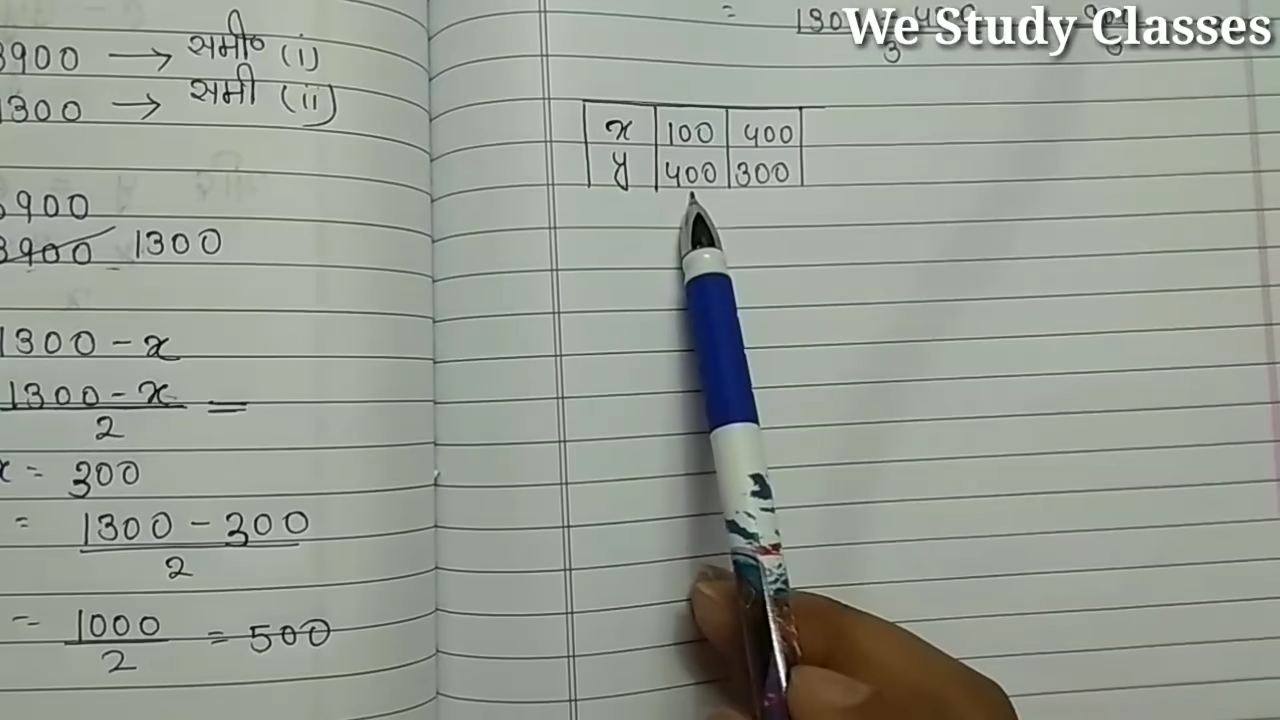 3900 → समी० (i)
1300 → समी (ii)
3900
3900 1300
1300 - x
1300 - x / 2 =
x = 300
= 1300 - 300 / 2
= 1000 / 2 = 500
We Study Classes
=
x 100 400
y 400 300